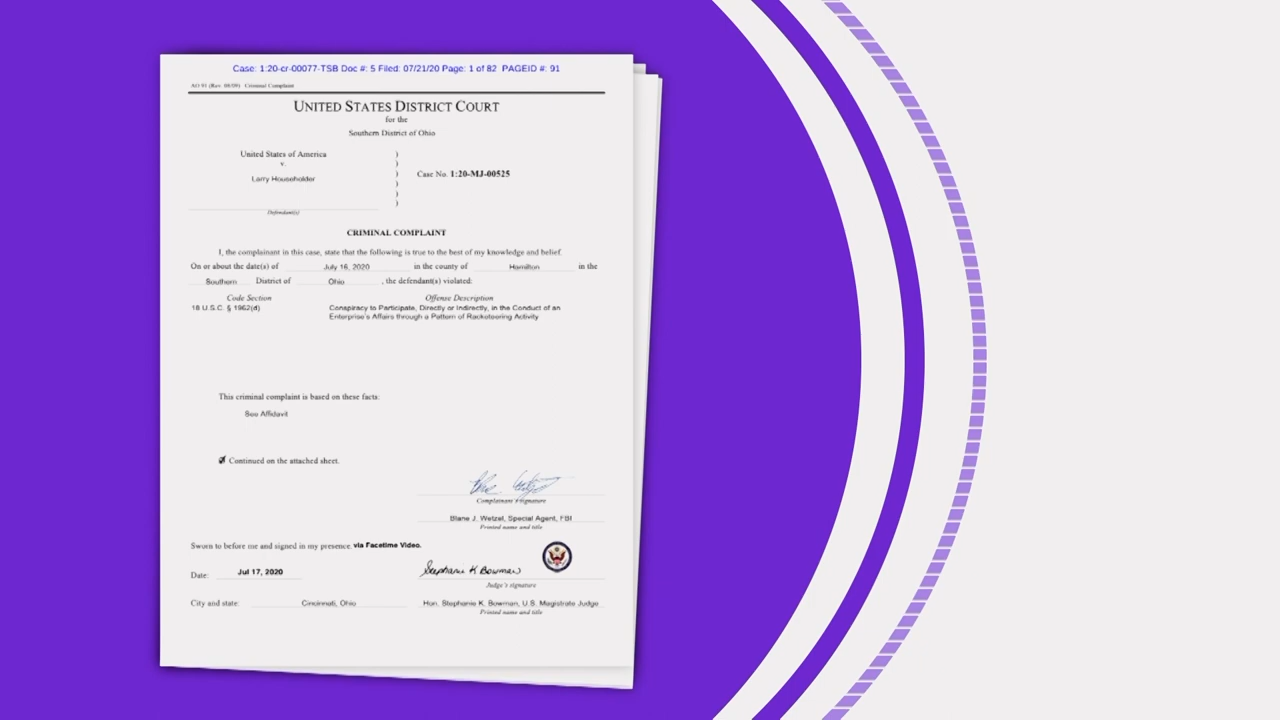 Case: 1:20-cr-00077-TSB Doc #: 5 Filed: 07/21/20 Page: 1 of 82 PAGEID #: 91
AO 91 (Rev. 08/09) Criminal Complaint
UNITED STATES DISTRICT COURT
for the
Southern District of Ohio
United States of America
v.
Larry Householder
Defendant(s)
)
)
)
)
)
)
Case No. 1:20-MJ-00525
CRIMINAL COMPLAINT
I, the complainant in this case, state that the following is true to the best of my knowledge and belief.
On or about the date(s) of July 16, 2020 in the county of Hamilton in the
Southern District of Ohio , the defendant(s) violated:
Code Section Offense Description
18 U.S.C. § 1962(d) Conspiracy to Participate, Directly or Indirectly, in the Conduct of an
Enterprise's Affairs through a Pattern of Racketeering Activity
This criminal complaint is based on these facts:
See Affidavit
Continued on the attached sheet.
Complainant's signature
Blane J. Wetzel, Special Agent, FBI
Printed name and title
Sworn to before me and signed in my presence. via Facetime Video.
Date: Jul 17, 2020
Stephanie K. Bowman
Judge's signature
City and state: Cincinnati, Ohio
Hon. Stephanie K. Bowman, U.S. Magistrate Judge
Printed name and title